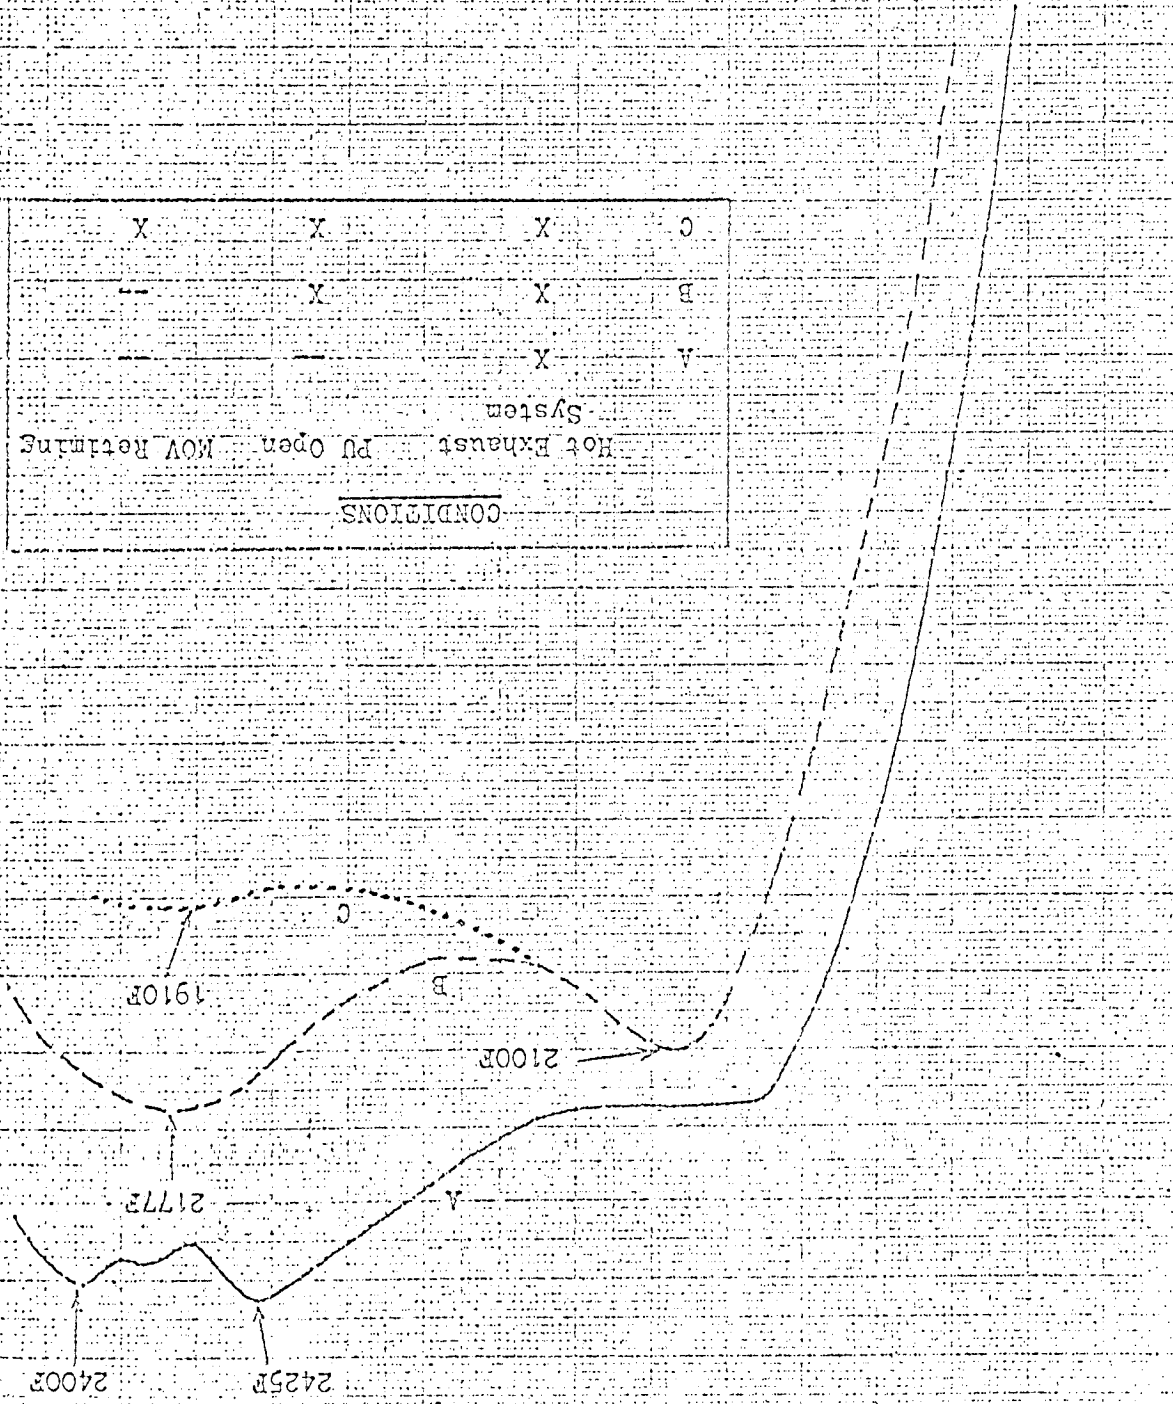 2425F
2400F
A
2177F
2100F
B
1910F
C
CONDITIONS
Hot Exhaust System
PU Open
MOV Retiming
A X -- --
B X X --
C X X X